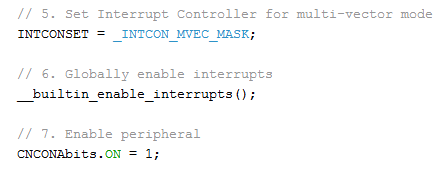 // 5. Set Interrupt Controller for multi-vector mode
INTCONSET = _INTCON_MVEC_MASK;
// 6. Globally enable interrupts
__builtin_enable_interrupts();
// 7. Enable peripheral
CNCONAbits.ON = 1;